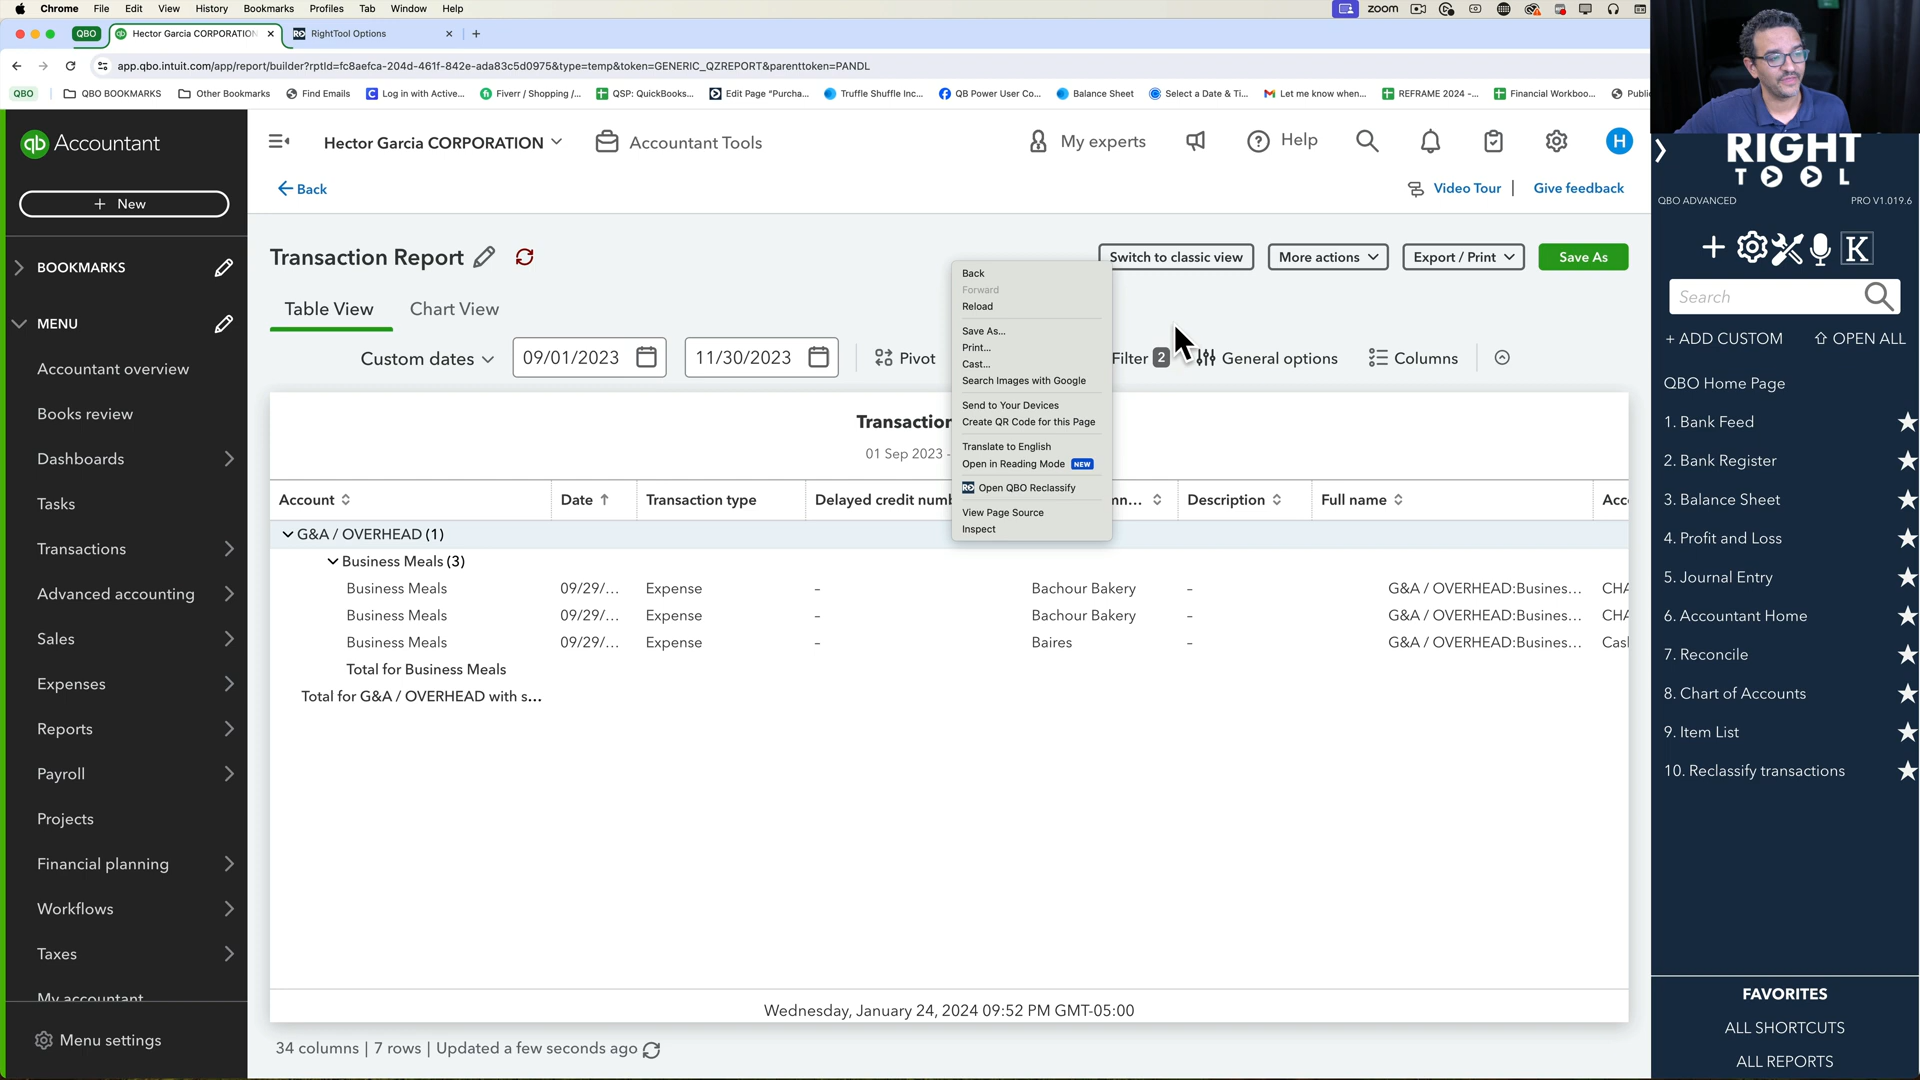 Chrome File Edit View History Bookmarks Profiles Tab Window Help
zoom
QBO Hector Garcia CORPORATION RightTool Options
app.qbo.intuit.com/app/report/builder?rptId=fc8aefca-204d-461f-842e-ada83c5d0975&type=temp&token=GENERIC_QZREPORT&parenttoken=PANDL
QBO QBO BOOKMARKS Other Bookmarks Find Emails Log in with Active... Fiverr / Shopping /... QSP: QuickBooks... Edit Page “Purcha... Truffle Shuffle Inc... QB Power User Co... Balance Sheet Select a Date & Ti... Let me know when... REFRAME 2024 -... Financial Workboo...
qb Accountant
+ New
BOOKMARKS
MENU
Accountant overview
Books review
Dashboards
Tasks
Transactions
Advanced accounting
Sales
Expenses
Reports
Payroll
Projects
Financial planning
Workflows
Taxes
My accountant
Menu settings
Hector Garcia CORPORATION Accountant Tools My experts Help H
Back Video Tour | Give feedback
Transaction Report Switch to classic view More actions Export / Print Save As
Table View Chart View
Custom dates 09/01/2023 11/30/2023 Pivot Filter 2 General options Columns
Back
Forward
Reload
Save As...
Print...
Cast...
Search Images with Google
Send to Your Devices
Create QR Code for this Page
Translate to English
Open in Reading Mode NEW
Open QBO Reclassify
View Page Source
Inspect
Transaction
01 Sep 2023 -
Account Date Transaction type Delayed credit numb Description Full name Acc
G&A / OVERHEAD (1)
Business Meals (3)
Business Meals 09/29/... Expense – Bachour Bakery – G&A / OVERHEAD:Busines... CHA
Business Meals 09/29/... Expense – Bachour Bakery – G&A / OVERHEAD:Busines... CHA
Business Meals 09/29/... Expense – Baires – G&A / OVERHEAD:Busines... Cas
Total for Business Meals
Total for G&A / OVERHEAD with s...
Wednesday, January 24, 2024 09:52 PM GMT-05:00
34 columns | 7 rows | Updated a few seconds ago
RIGHT
TOOL
QBO ADVANCED PRO V1.019.6
K
Search
+ ADD CUSTOM OPEN ALL
QBO Home Page
1. Bank Feed
2. Bank Register
3. Balance Sheet
4. Profit and Loss
5. Journal Entry
6. Accountant Home
7. Reconcile
8. Chart of Accounts
9. Item List
10. Reclassify transactions
FAVORITES
ALL SHORTCUTS
ALL REPORTS